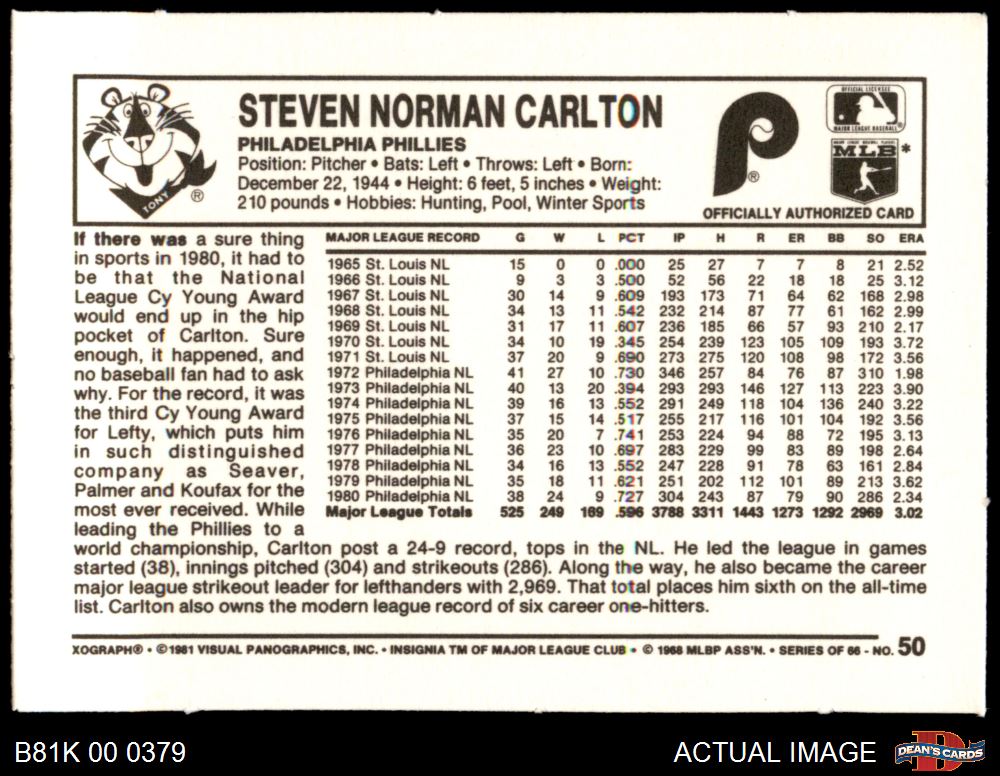 STEVEN NORMAN CARLTON
PHILADELPHIA PHILLIES
Position: Pitcher • Bats: Left • Throws: Left • Born:
December 22, 1944 • Height: 6 feet, 5 inches • Weight:
210 pounds • Hobbies: Hunting, Pool, Winter Sports
TONY ®
P ®
OFFICIAL LICENSEE
MAJOR LEAGUE BASEBALL ®
MAJOR LEAGUE BASEBALL PLAYERS
MLB *
OFFICIALLY AUTHORIZED CARD
If there was a sure thing
in sports in 1980, it had to
be that the National
League Cy Young Award
would end up in the hip
pocket of Carlton. Sure
enough, it happened, and
no baseball fan had to ask
why. For the record, it was
the third Cy Young Award
for Lefty, which puts him
in such distinguished
company as Seaver,
Palmer and Koufax for the
most ever received. While
leading the Phillies to a
MAJOR LEAGUE RECORD G W L PCT IP H R ER BB SO ERA
1965 St. Louis NL 15 0 0 .000 25 27 7 7 8 21 2.52
1966 St. Louis NL 9 3 3 .500 52 56 22 18 18 25 3.12
1967 St. Louis NL 30 14 9 .609 193 173 71 64 62 168 2.98
1968 St. Louis NL 34 13 11 .542 232 214 87 77 61 162 2.99
1969 St. Louis NL 31 17 11 .607 236 185 66 57 93 210 2.17
1970 St. Louis NL 34 10 19 .345 254 239 123 105 109 193 3.72
1971 St. Louis NL 37 20 9 .690 273 275 120 108 98 172 3.56
1972 Philadelphia NL 41 27 10 .730 346 257 84 76 87 310 1.98
1973 Philadelphia NL 40 13 20 .394 293 293 146 127 113 223 3.90
1974 Philadelphia NL 39 16 13 .552 291 249 118 104 136 240 3.22
1975 Philadelphia NL 37 15 14 .517 255 217 116 101 104 192 3.56
1976 Philadelphia NL 35 20 7 .741 253 224 94 88 72 195 3.13
1977 Philadelphia NL 36 23 10 .697 283 229 99 83 89 198 2.64
1978 Philadelphia NL 34 16 13 .552 247 228 91 78 63 161 2.84
1979 Philadelphia NL 35 18 11 .621 251 202 112 101 89 213 3.62
1980 Philadelphia NL 38 24 9 .727 304 243 87 79 90 286 2.34
Major League Totals 525 249 169 .596 3788 3311 1443 1273 1292 2969 3.02
world championship, Carlton post a 24-9 record, tops in the NL. He led the league in games
started (38), innings pitched (304) and strikeouts (286). Along the way, he also became the career
major league strikeout leader for lefthanders with 2,969. That total places him sixth on the all-time
list. Carlton also owns the modern league record of six career one-hitters.
XOGRAPH® • ©1981 VISUAL PANOGRAPHICS, INC. • INSIGNIA TM OF MAJOR LEAGUE CLUB • © 1968 MLBP ASS'N. • SERIES OF 66 - NO. 50
B81K 00 0379
ACTUAL IMAGE
DEAN'S CARDS